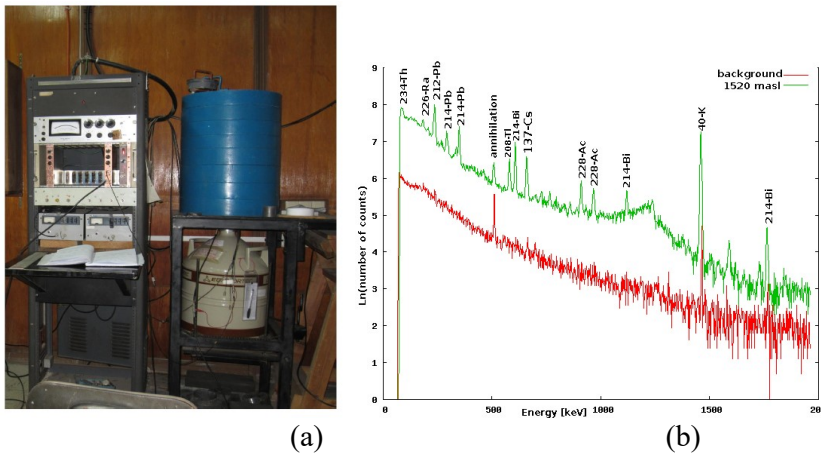 234-Th
226-Ra
212-Pb
214-Pb
214-Pb
annihilation
208-Tl
214-Bi
137-Cs
228-Ac
228-Ac
214-Bi
40-K
214-Bi
background
1520 masl
Ln(number of counts)
9
8
7
6
5
4
3
2
1
0
0
500
1000
1500
20
Energy [keV]
(a)
(b)